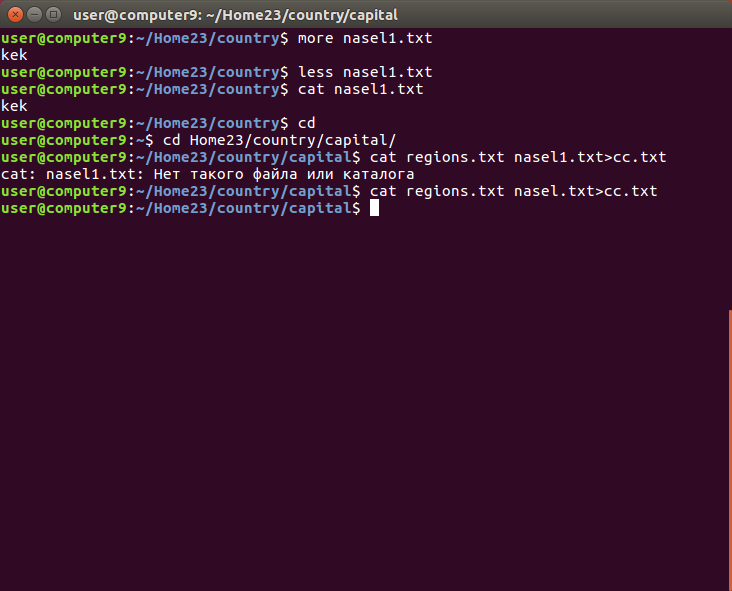 user@computer9: ~/Home23/country/capital
user@computer9:~/Home23/country$ more nasel1.txt
kek
user@computer9:~/Home23/country$ less nasel1.txt
user@computer9:~/Home23/country$ cat nasel1.txt
kek
user@computer9:~/Home23/country$ cd
user@computer9:~$ cd Home23/country/capital/
user@computer9:~/Home23/country/capital$ cat regions.txt nasel1.txt>cc.txt
cat: nasel1.txt: Нет такого файла или каталога
user@computer9:~/Home23/country/capital$ cat regions.txt nasel.txt>cc.txt
user@computer9:~/Home23/country/capital$